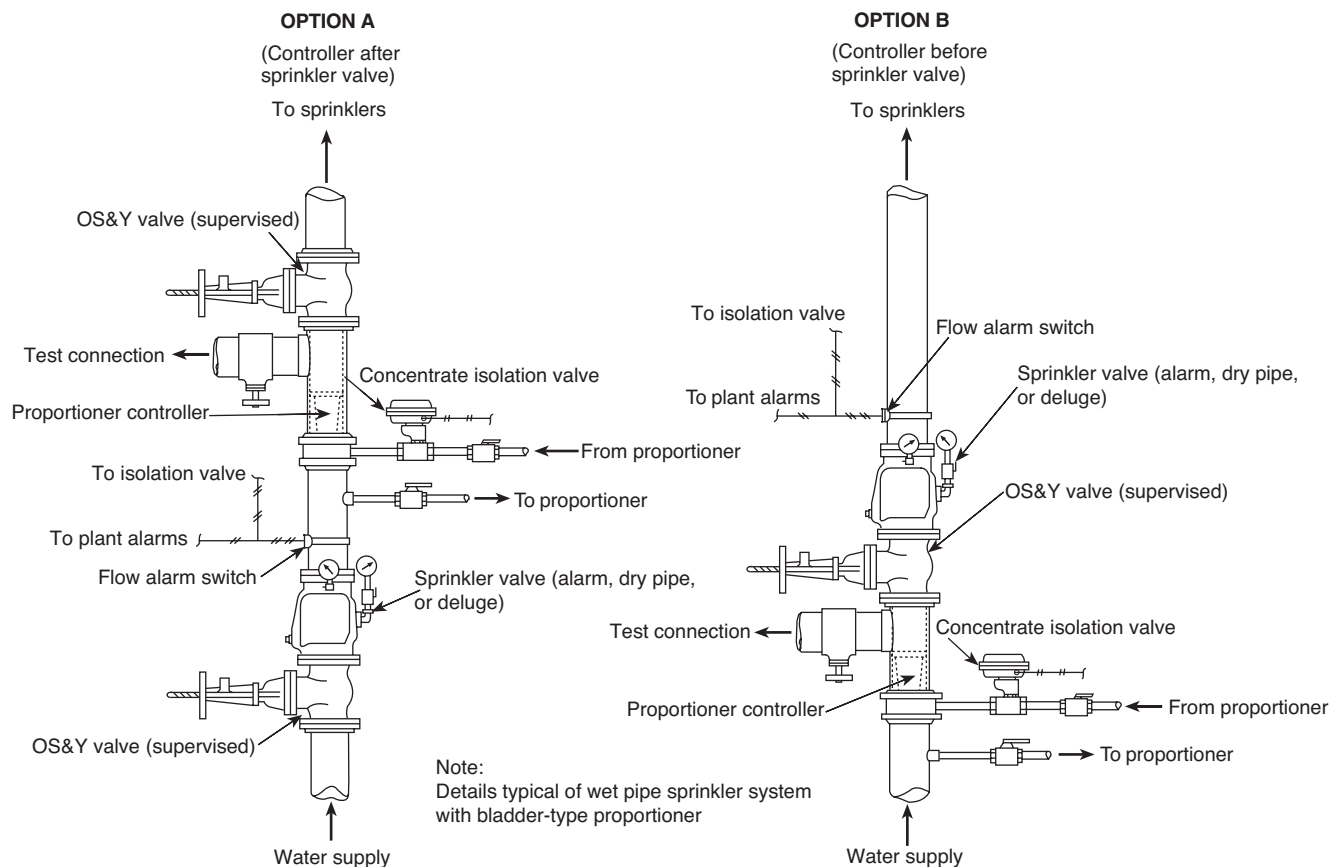 OPTION A
(Controller after
sprinkler valve)
To sprinklers
OS&Y valve (supervised)
Test connection
Concentrate isolation valve
Proportioner controller
From proportioner
To isolation valve
To proportioner
To plant alarms
Flow alarm switch
Sprinkler valve (alarm, dry pipe,
or deluge)
OS&Y valve (supervised)
Water supply
Note:
Details typical of wet pipe sprinkler system
with bladder-type proportioner
OPTION B
(Controller before
sprinkler valve)
To sprinklers
To isolation valve
Flow alarm switch
Sprinkler valve (alarm, dry pipe,
or deluge)
To plant alarms
OS&Y valve (supervised)
Test connection
Concentrate isolation valve
Proportioner controller
From proportioner
To proportioner
Water supply